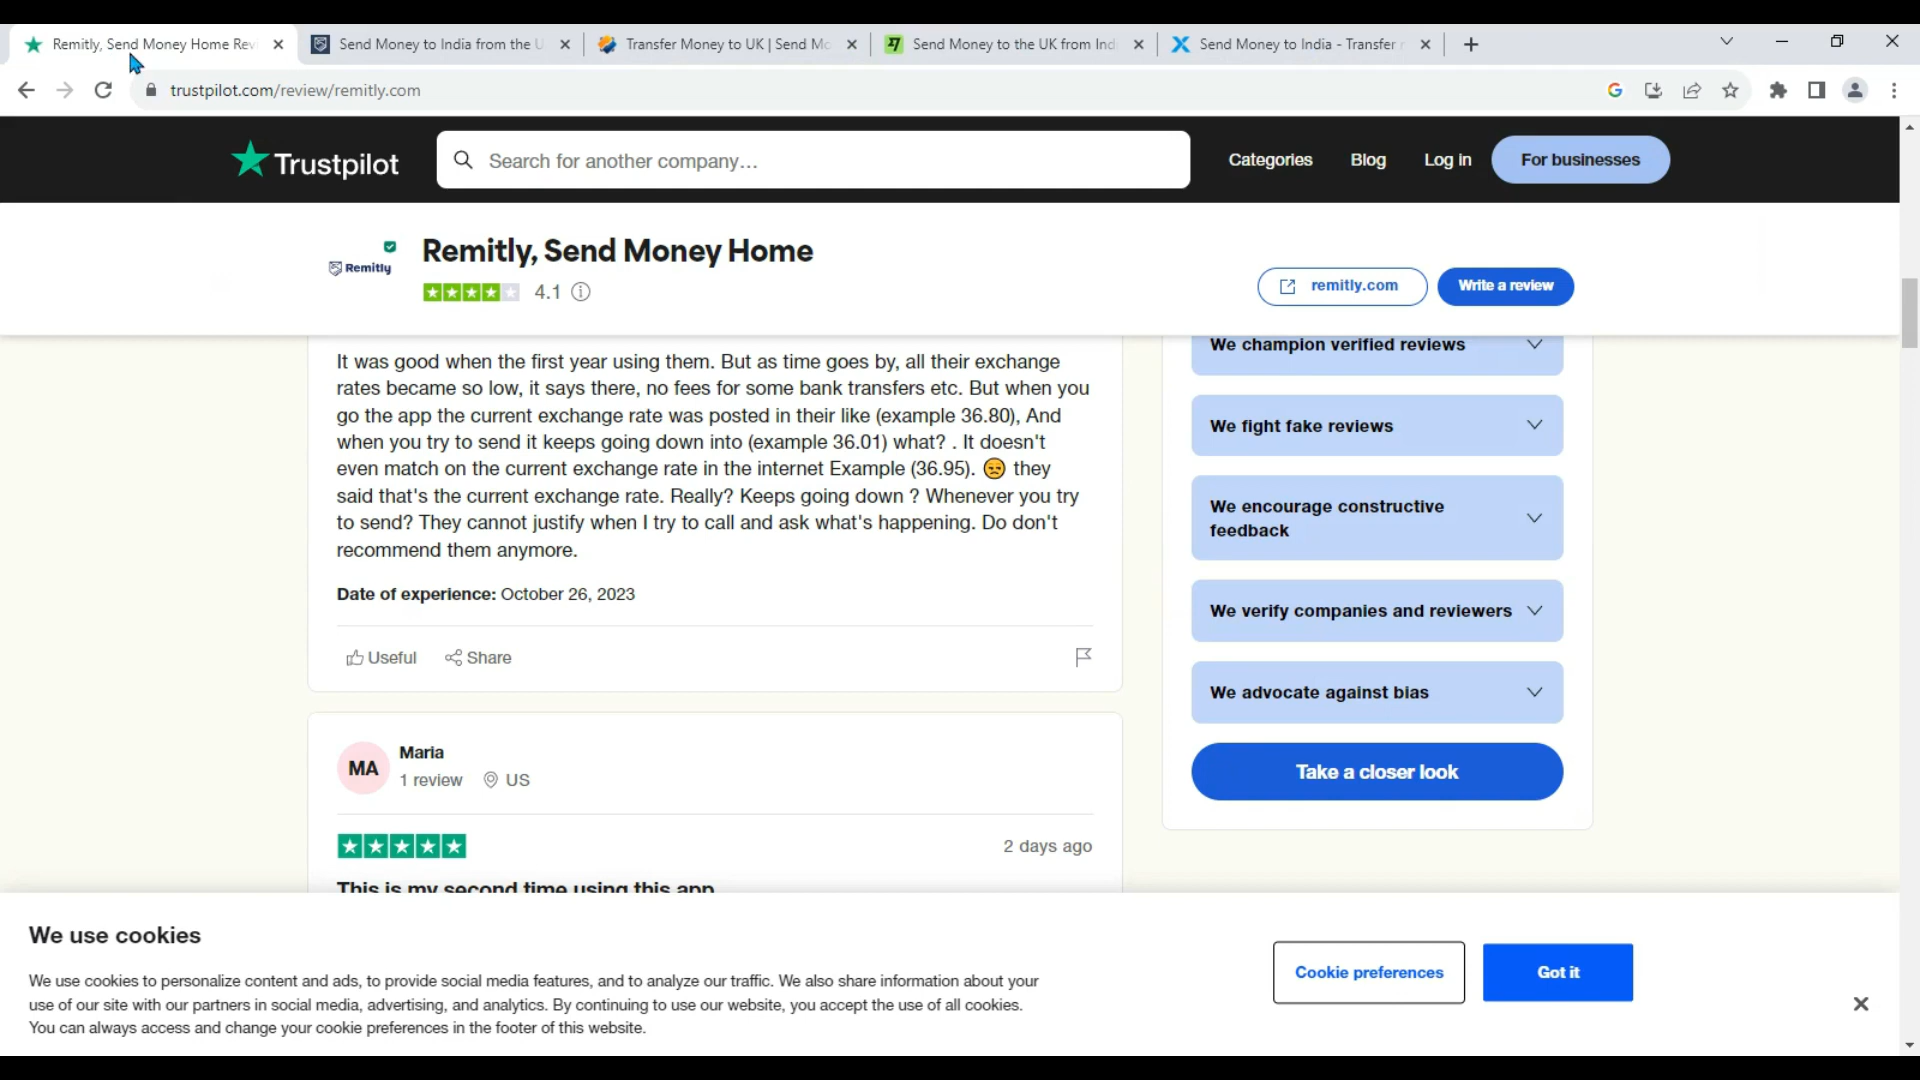 Remitly, Send Money Home Rev
Send Money to India from the U
Transfer Money to UK | Send Mo
Send Money to the UK from Ind
Send Money to India - Transfer r
trustpilot.com/review/remitly.com
Trustpilot
Search for another company...
Categories
Blog
Log in
For businesses
Remitly
Remitly, Send Money Home
4.1
remitly.com
Write a review
It was good when the first year using them. But as time goes by, all their exchange
rates became so low, it says there, no fees for some bank transfers etc. But when you
go the app the current exchange rate was posted in their like (example 36.80), And
when you try to send it keeps going down into (example 36.01) what? . It doesn't
even match on the current exchange rate in the internet Example (36.95). 😒 they
said that's the current exchange rate. Really? Keeps going down ? Whenever you try
to send? They cannot justify when I try to call and ask what's happening. Do don't
recommend them anymore.
Date of experience: October 26, 2023
Useful
Share
MA
Maria
1 review
US
2 days ago
This is my second time using this app
We champion verified reviews
We fight fake reviews
We encourage constructive
feedback
We verify companies and reviewers
We advocate against bias
Take a closer look
We use cookies
We use cookies to personalize content and ads, to provide social media features, and to analyze our traffic. We also share information about your
use of our site with our partners in social media, advertising, and analytics. By continuing to use our website, you accept the use of all cookies.
You can always access and change your cookie preferences in the footer of this website.
Cookie preferences
Got it